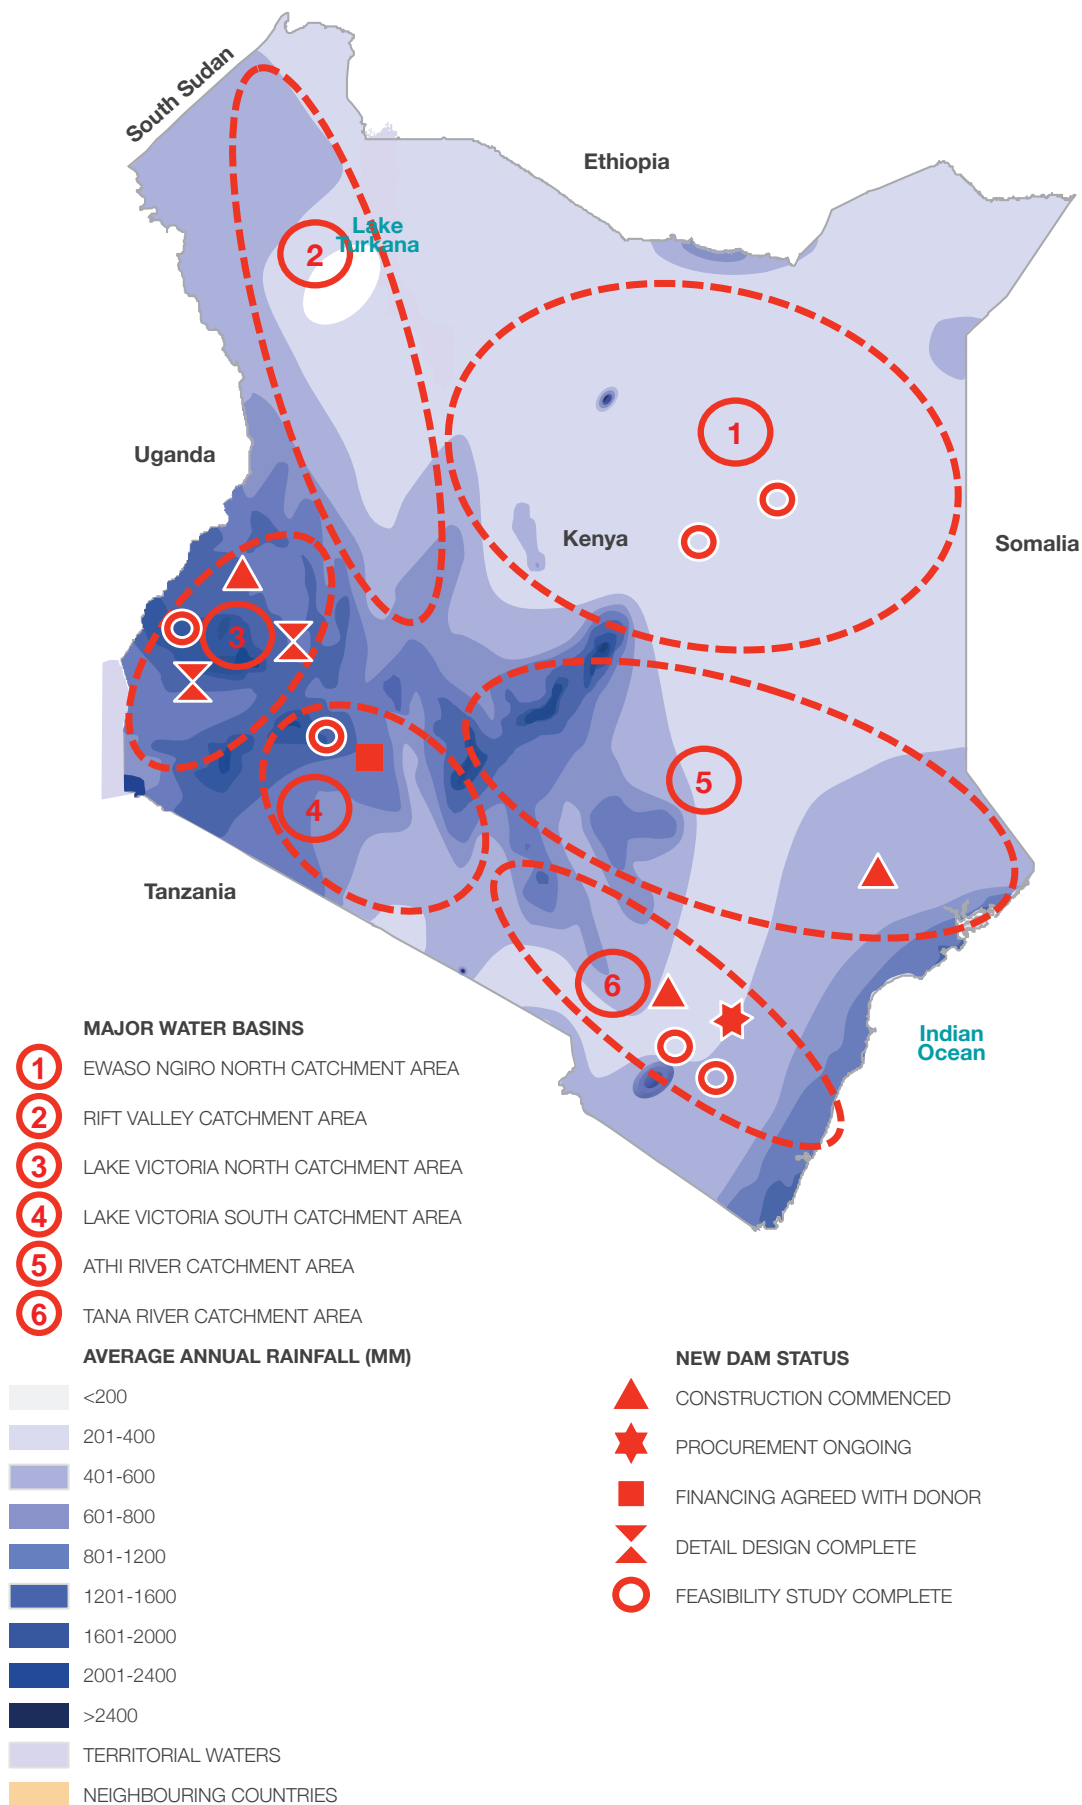 South Sudan
Ethiopia
Lake
Turkana
2
1
Uganda
Kenya
Somalia
3
5
4
Tanzania
6
Indian
Ocean
MAJOR WATER BASINS
1 EWASO NGIRO NORTH CATCHMENT AREA
2 RIFT VALLEY CATCHMENT AREA
3 LAKE VICTORIA NORTH CATCHMENT AREA
4 LAKE VICTORIA SOUTH CATCHMENT AREA
5 ATHI RIVER CATCHMENT AREA
6 TANA RIVER CATCHMENT AREA
AVERAGE ANNUAL RAINFALL (MM)
<200
201-400
401-600
601-800
801-1200
1201-1600
1601-2000
2001-2400
>2400
TERRITORIAL WATERS
NEIGHBOURING COUNTRIES
NEW DAM STATUS
CONSTRUCTION COMMENCED
PROCUREMENT ONGOING
FINANCING AGREED WITH DONOR
DETAIL DESIGN COMPLETE
FEASIBILITY STUDY COMPLETE